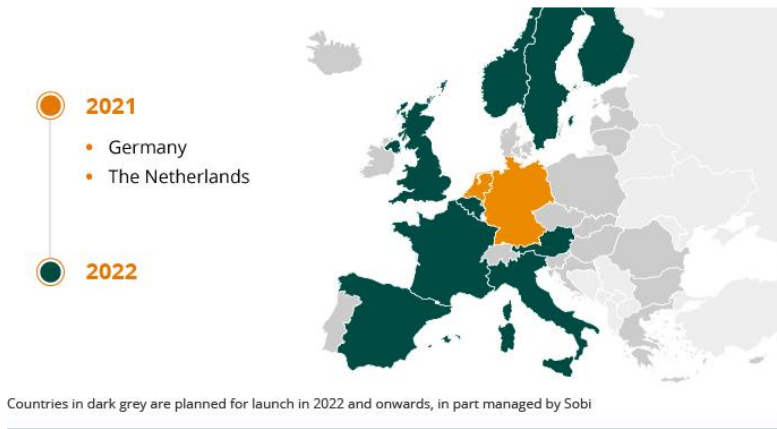 2021
• Germany
• The Netherlands
2022
Countries in dark grey are planned for launch in 2022 and onwards, in part managed by Sobi